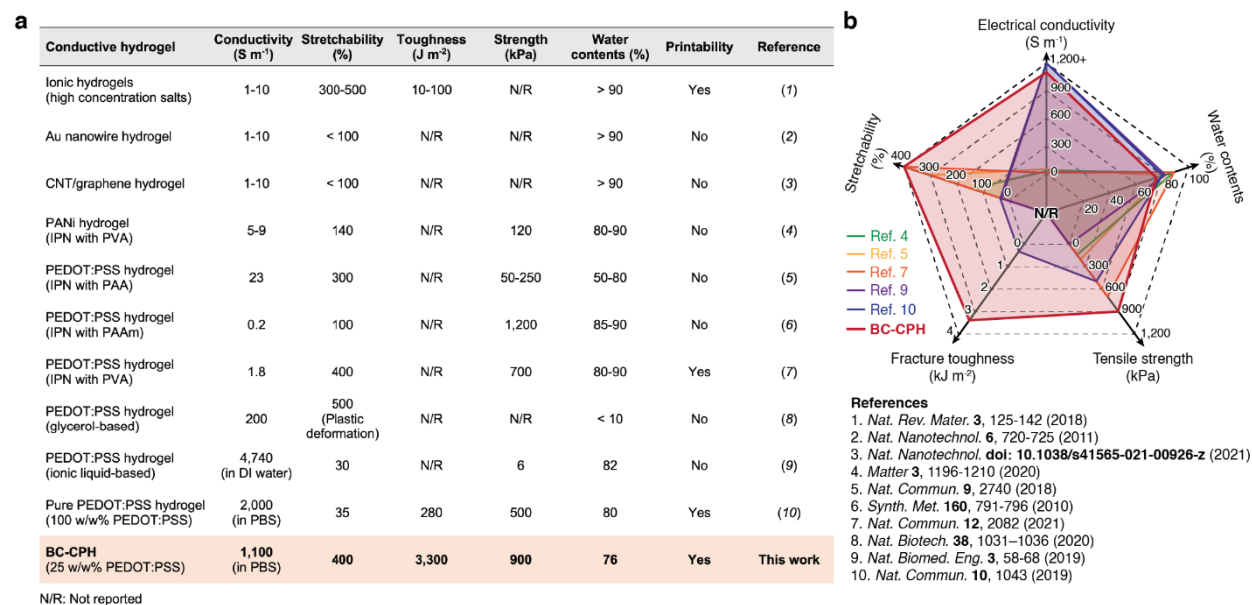 a
Conductive hydrogel Conductivity (S m⁻¹) Stretchability (%) Toughness (J m⁻²) Strength (kPa) Water contents (%) Printability Reference
Ionic hydrogels (high concentration salts) 1-10 300-500 10-100 N/R > 90 Yes (1)
Au nanowire hydrogel 1-10 < 100 N/R N/R > 90 No (2)
CNT/graphene hydrogel 1-10 < 100 N/R N/R > 90 No (3)
PANi hydrogel (IPN with PVA) 5-9 140 N/R 120 80-90 No (4)
PEDOT:PSS hydrogel (IPN with PAA) 23 300 N/R 50-250 50-80 No (5)
PEDOT:PSS hydrogel (IPN with PAAm) 0.2 100 N/R 1,200 85-90 No (6)
PEDOT:PSS hydrogel (IPN with PVA) 1.8 400 N/R 700 80-90 Yes (7)
PEDOT:PSS hydrogel (glycerol-based) 200 500 (Plastic deformation) N/R N/R < 10 No (8)
PEDOT:PSS hydrogel (ionic liquid-based) 4,740 (in DI water) 30 N/R 6 82 No (9)
Pure PEDOT:PSS hydrogel (100 w/w% PEDOT:PSS) 2,000 (in PBS) 35 280 500 80 Yes (10)
BC-CPH (25 w/w% PEDOT:PSS) 1,100 (in PBS) 400 3,300 900 76 Yes This work
N/R: Not reported
b
Electrical conductivity
(S m⁻¹)
1,200+
900
600
300
0
Water contents
(%)
100
80
60
40
20
Stretchability
(%)
400
300
200
100
0
N/R
0
1
2
3
4
0
300
600
900
1,200
Fracture toughness
(kJ m⁻²)
Tensile strength
(kPa)
Ref. 4
Ref. 5
Ref. 7
Ref. 9
Ref. 10
BC-CPH
References
1. Nat. Rev. Mater. 3, 125-142 (2018)
2. Nat. Nanotechnol. 6, 720-725 (2011)
3. Nat. Nanotechnol. doi: 10.1038/s41565-021-00926-z (2021)
4. Matter 3, 1196-1210 (2020)
5. Nat. Commun. 9, 2740 (2018)
6. Synth. Met. 160, 791-796 (2010)
7. Nat. Commun. 12, 2082 (2021)
8. Nat. Biotech. 38, 1031–1036 (2020)
9. Nat. Biomed. Eng. 3, 58-68 (2019)
10. Nat. Commun. 10, 1043 (2019)